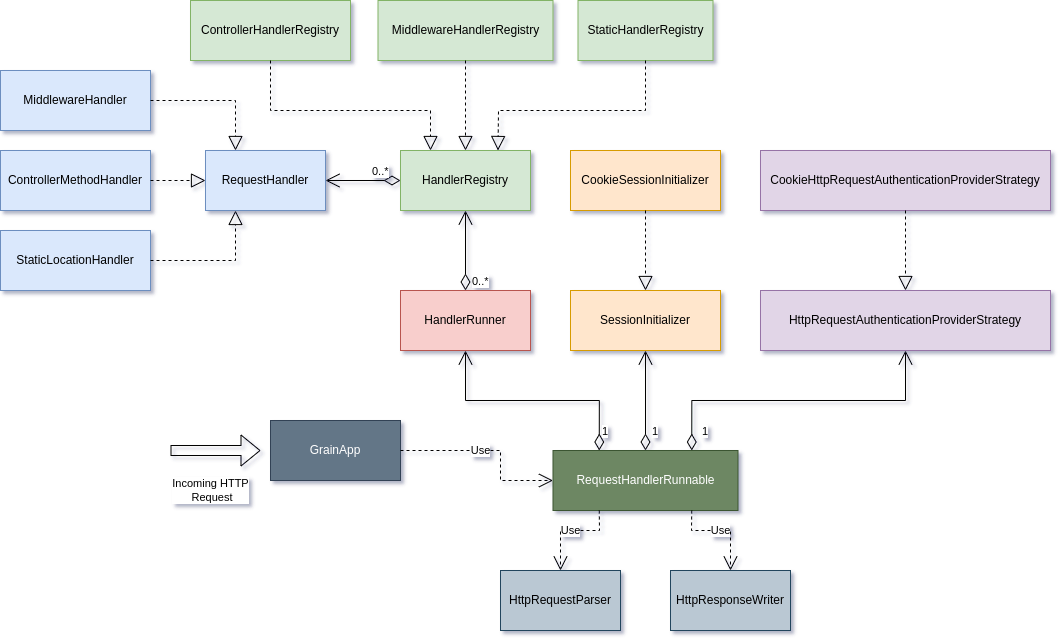 ControllerHandlerRegistry
MiddlewareHandlerRegistry
StaticHandlerRegistry
MiddlewareHandler
ControllerMethodHandler
RequestHandler
0..*
HandlerRegistry
CookieSessionInitializer
CookieHttpRequestAuthenticationProviderStrategy
StaticLocationHandler
0..*
HandlerRunner
SessionInitializer
HttpRequestAuthenticationProviderStrategy
1
1
1
GrainApp
Use
Incoming HTTP
Request
RequestHandlerRunnable
Use
Use
HttpRequestParser
HttpResponseWriter